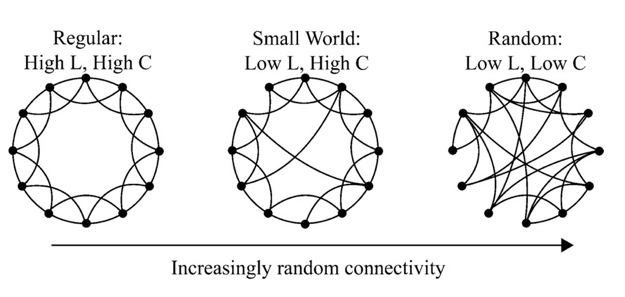 Regular:
High L, High C
Small World:
Low L, High C
Random:
Low L, Low C
Increasingly random connectivity